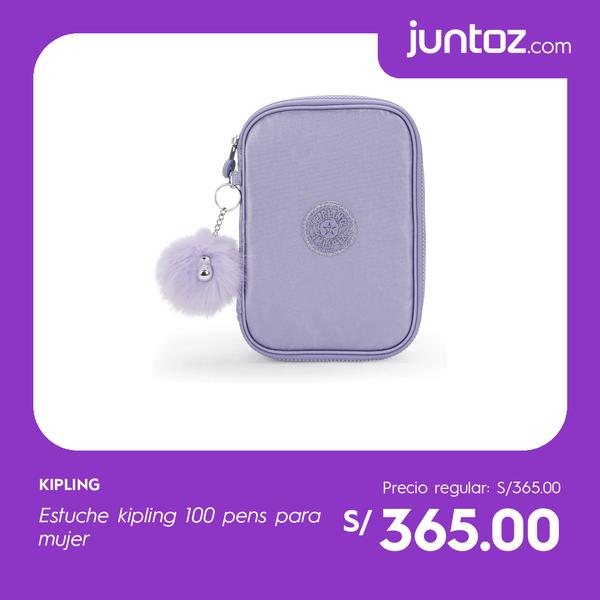 juntoz.com
KIPLING
Estuche kipling 100 pens para
mujer
Precio regular: S/365.00
S/ 365.00